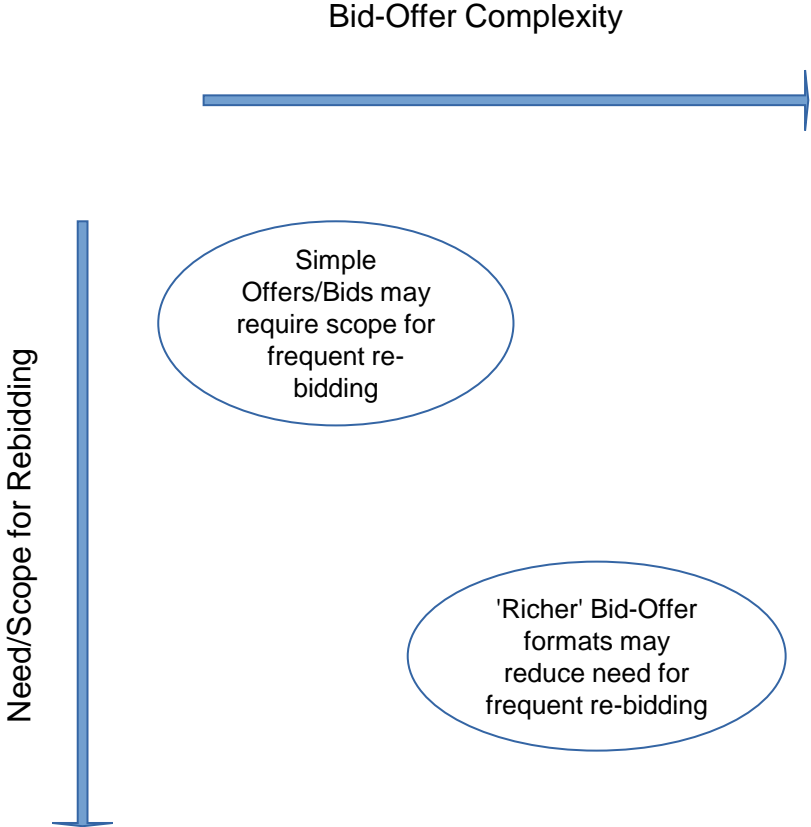 Bid-Offer Complexity
Simple
Offers/Bids may
require scope for
frequent re-
bidding
Need/Scope for Rebidding
'Richer' Bid-Offer
formats may
reduce need for
frequent re-bidding